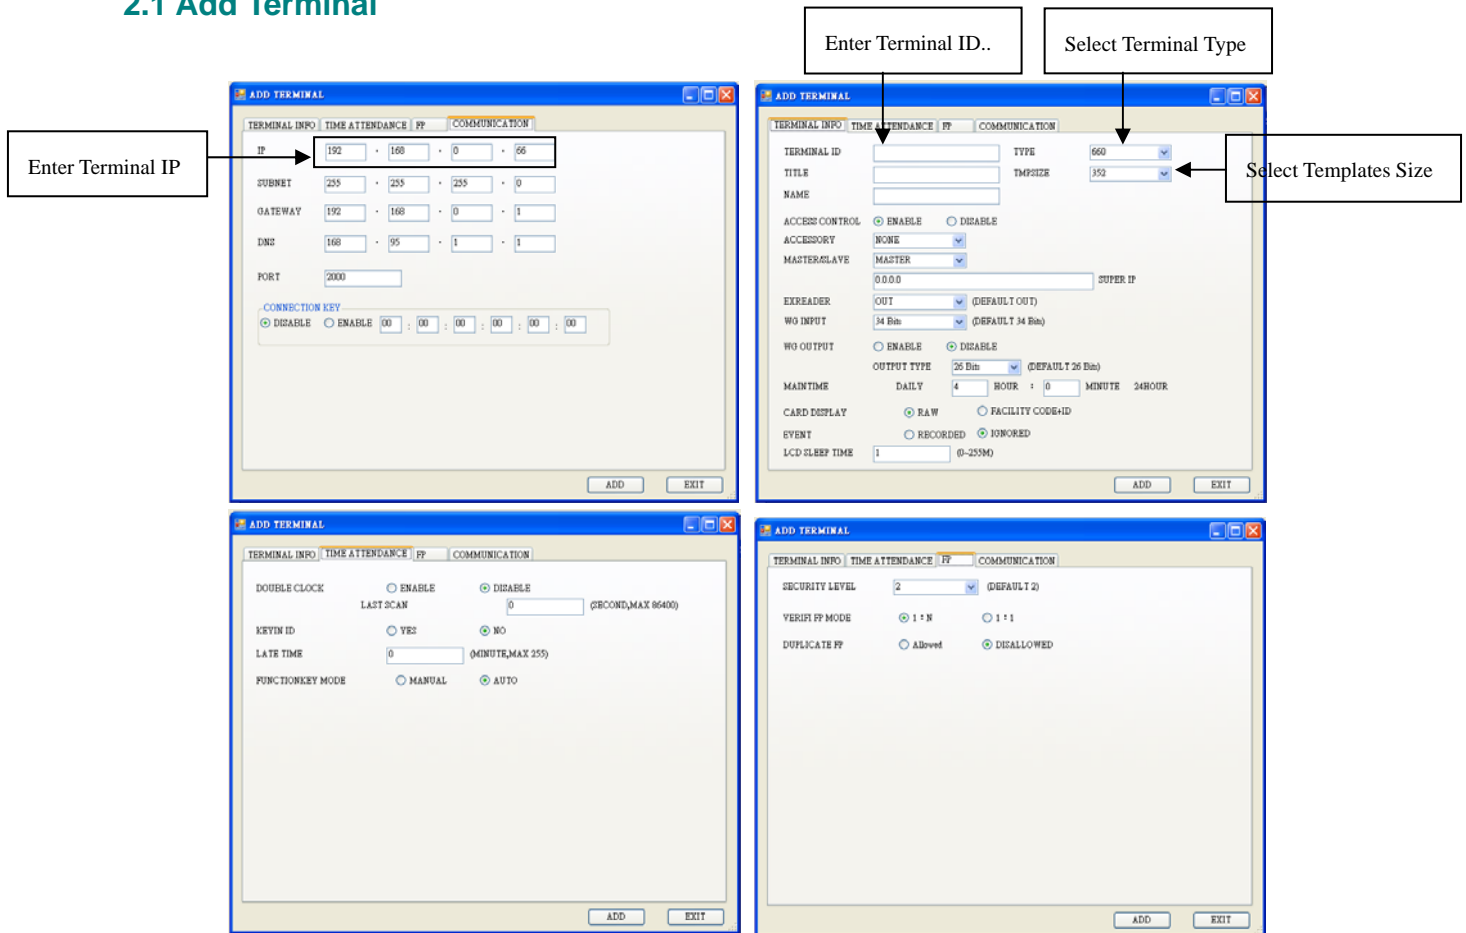 2.1 Add Terminal
Enter Terminal ID..
Select Terminal Type
Enter Terminal IP
Select Templates Size
ADD TERMINAL
TERMINAL INFO TIME ATTENDANCE FP COMMUNICATION
IP 192 . 168 . 0 . 66
SUBNET 255 . 255 . 255 . 0
GATEWAY 192 . 168 . 0 . 1
DNS 168 . 95 . 1 . 1
PORT 2000
CONNECTION KEY
DISABLE ENABLE 00 : 00 : 00 : 00 : 00 : 00
ADD EXIT
ADD TERMINAL
TERMINAL INFO TIME ATTENDANCE FP COMMUNICATION
TERMINAL ID TYPE 660
TITLE TMPSIZE 352
NAME
ACCESS CONTROL ENABLE DISABLE
ACCESSORY NONE
MASTER/SLAVE MASTER
0.0.0.0 SUPER IP
EXREADER OUT (DEFAULT OUT)
WG INPUT 34 Bits (DEFAULT 34 Bits)
WG OUTPUT ENABLE DISABLE
OUTPUT TYPE 26 Bits (DEFAULT 26 Bits)
MAINTIME DAILY 4 HOUR : 0 MINUTE 24HOUR
CARD DISPLAY RAW FACILITY CODE+ID
EVENT RECORDED IGNORED
LCD SLEEP TIME 1 (0~255M)
ADD EXIT
ADD TERMINAL
TERMINAL INFO TIME ATTENDANCE FP COMMUNICATION
DOUBLE CLOCK ENABLE DISABLE
LAST SCAN 0 (SECOND,MAX 86400)
KEYIN ID YES NO
LATE TIME 0 (MINUTE,MAX 255)
FUNCTIONKEY MODE MANUAL AUTO
ADD EXIT
ADD TERMINAL
TERMINAL INFO TIME ATTENDANCE FP COMMUNICATION
SECURITY LEVEL 2 (DEFAULT 2)
VERIFI FP MODE 1 : N 1 : 1
DUPLICATE FP Allowed DISALLOWED
ADD EXIT